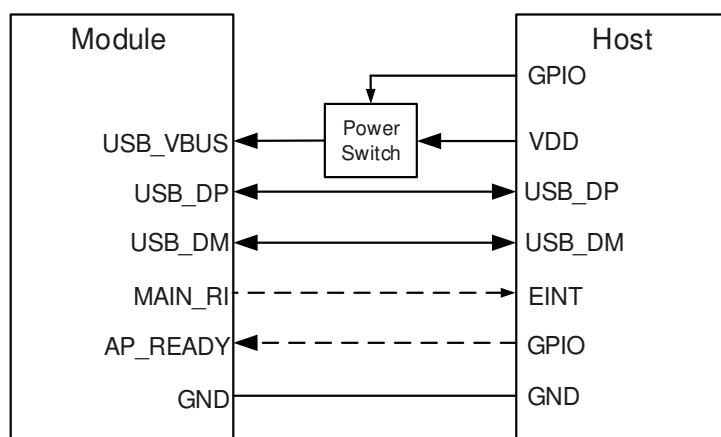 Module
Host
GPIO
USB_VBUS
Power
Switch
VDD
USB_DP
USB_DP
USB_DM
USB_DM
MAIN_RI
EINT
AP_READY
GPIO
GND
GND